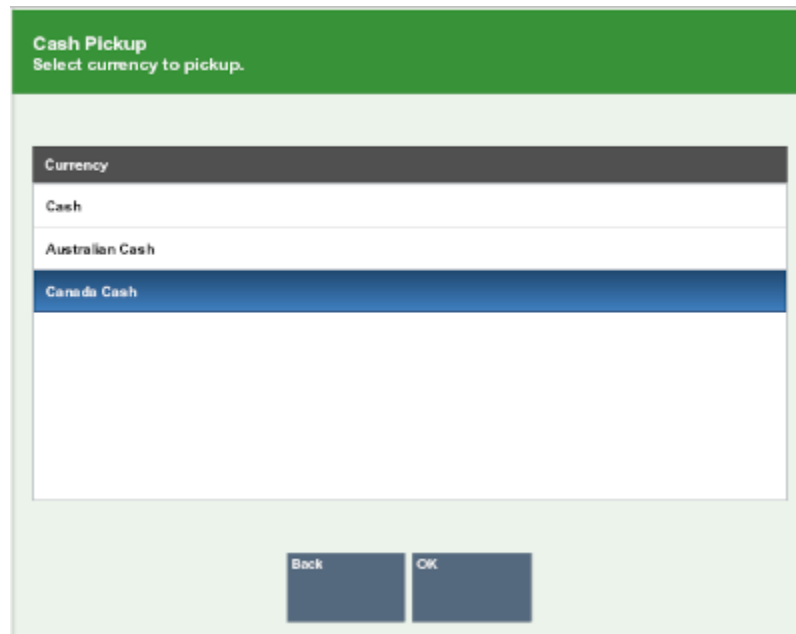 Cash Pickup
Select currency to pickup.
Currency
Cash
Australian Cash
Canada Cash
Back
OK